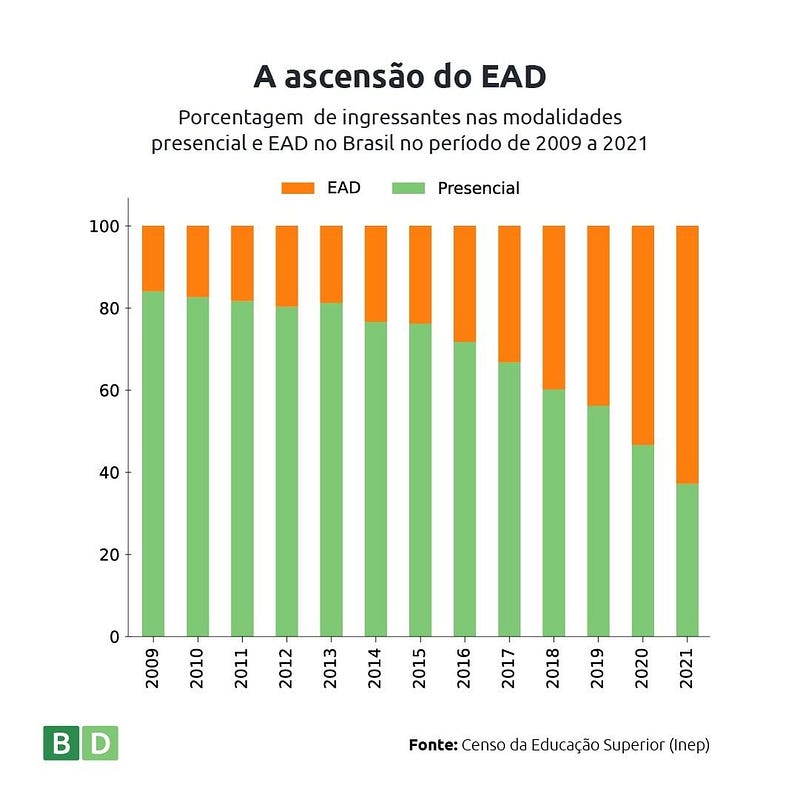 A ascensão do EAD
Porcentagem de ingressantes nas modalidades
presencial e EAD no Brasil no período de 2009 a 2021
EAD Presencial
100
80
60
40
20
0
2009 2010 2011 2012 2013 2014 2015 2016 2017 2018 2019 2020 2021
BD
Fonte: Censo da Educação Superior (Inep)